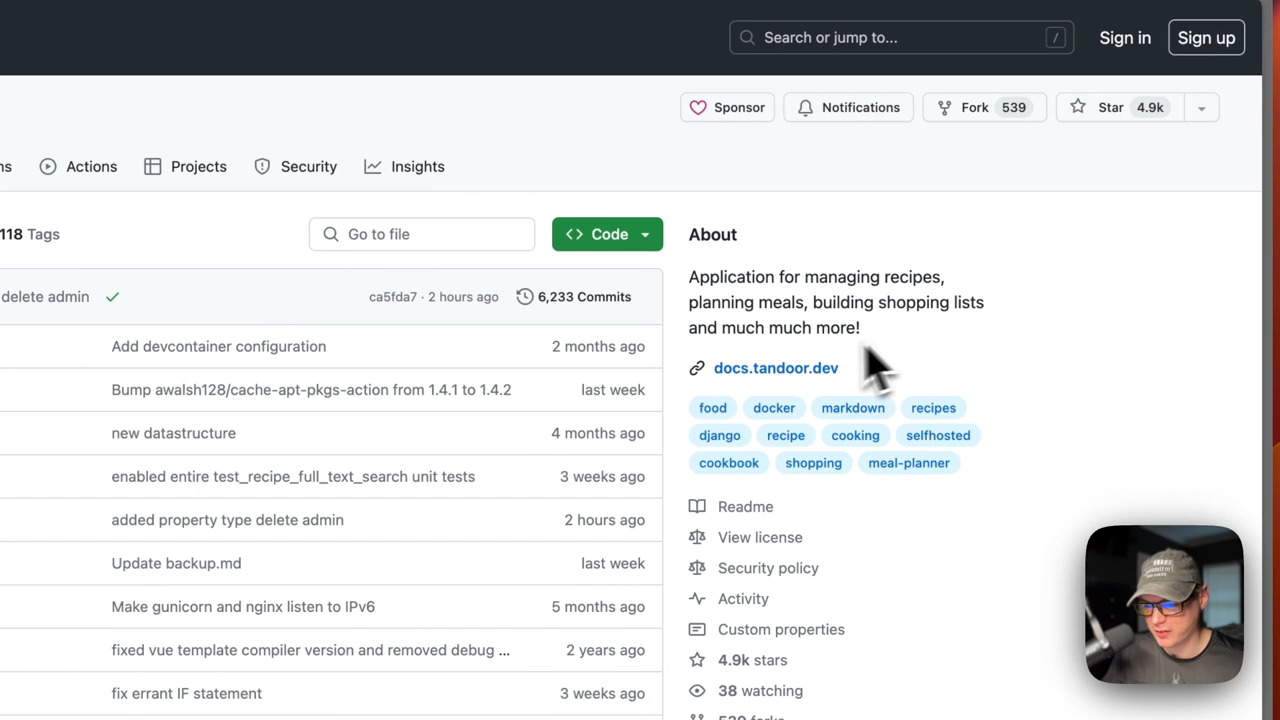 Search or jump to... /
Sign in
Sign up
Sponsor
Notifications
Fork 539
Star 4.9k
ns
Actions
Projects
Security
Insights
118 Tags
Go to file
Code
delete admin
ca5fda7 · 2 hours ago
6,233 Commits
Add devcontainer configuration
2 months ago
Bump awalsh128/cache-apt-pkgs-action from 1.4.1 to 1.4.2
last week
new datastructure
4 months ago
enabled entire test_recipe_full_text_search unit tests
3 weeks ago
added property type delete admin
2 hours ago
Update backup.md
last week
Make gunicorn and nginx listen to IPv6
5 months ago
fixed vue template compiler version and removed debug ...
2 years ago
fix errant IF statement
3 weeks ago
About
Application for managing recipes,
planning meals, building shopping lists
and much much more!
docs.tandoor.dev
food docker markdown recipes
django recipe cooking selfhosted
cookbook shopping meal-planner
Readme
View license
Security policy
Activity
Custom properties
4.9k stars
38 watching
539 forks